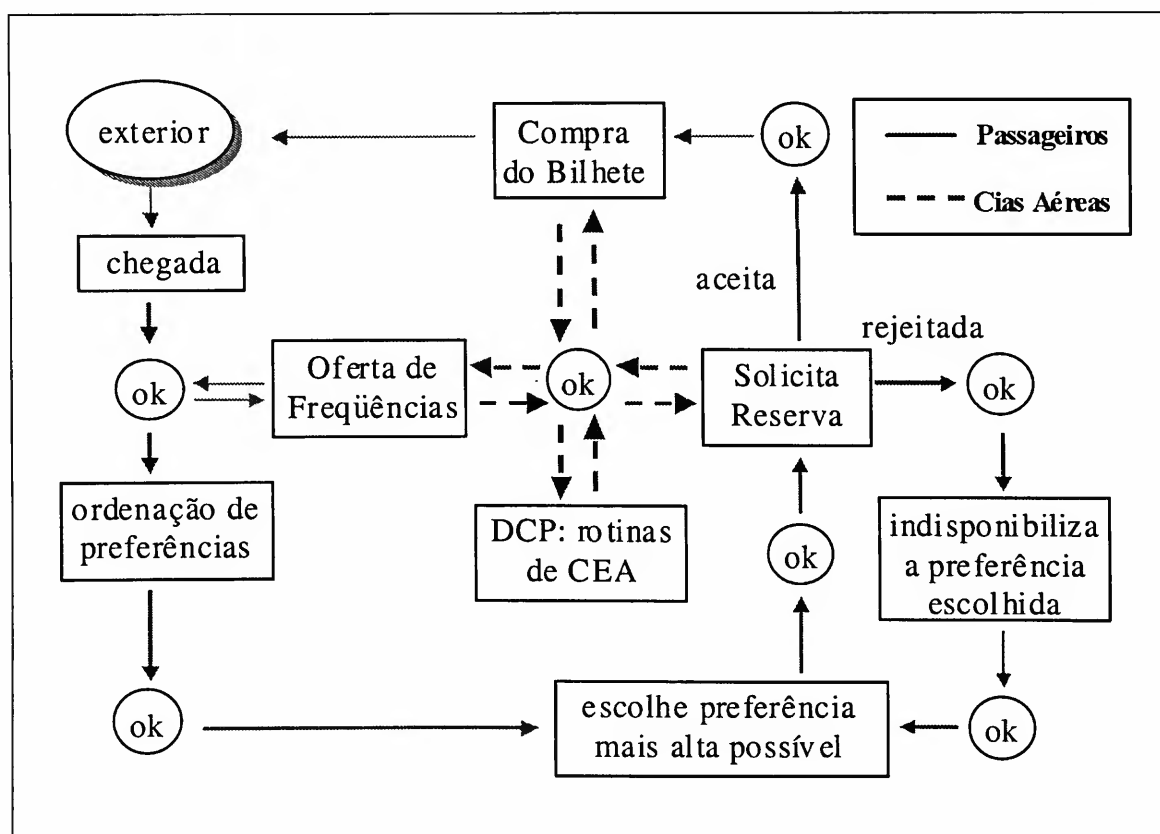 exterior
Compra
do Bilhete
ok
Passageiros
Cias Aéreas
chegada
aceita
rejeitada
ok
Oferta de
Freqüências
ok
Solicita
Reserva
ok
ordenação de
preferências
DCP: rotinas
de CEA
ok
indisponibiliza
a preferência
escolhida
ok
escolhe preferência
mais alta possível
ok